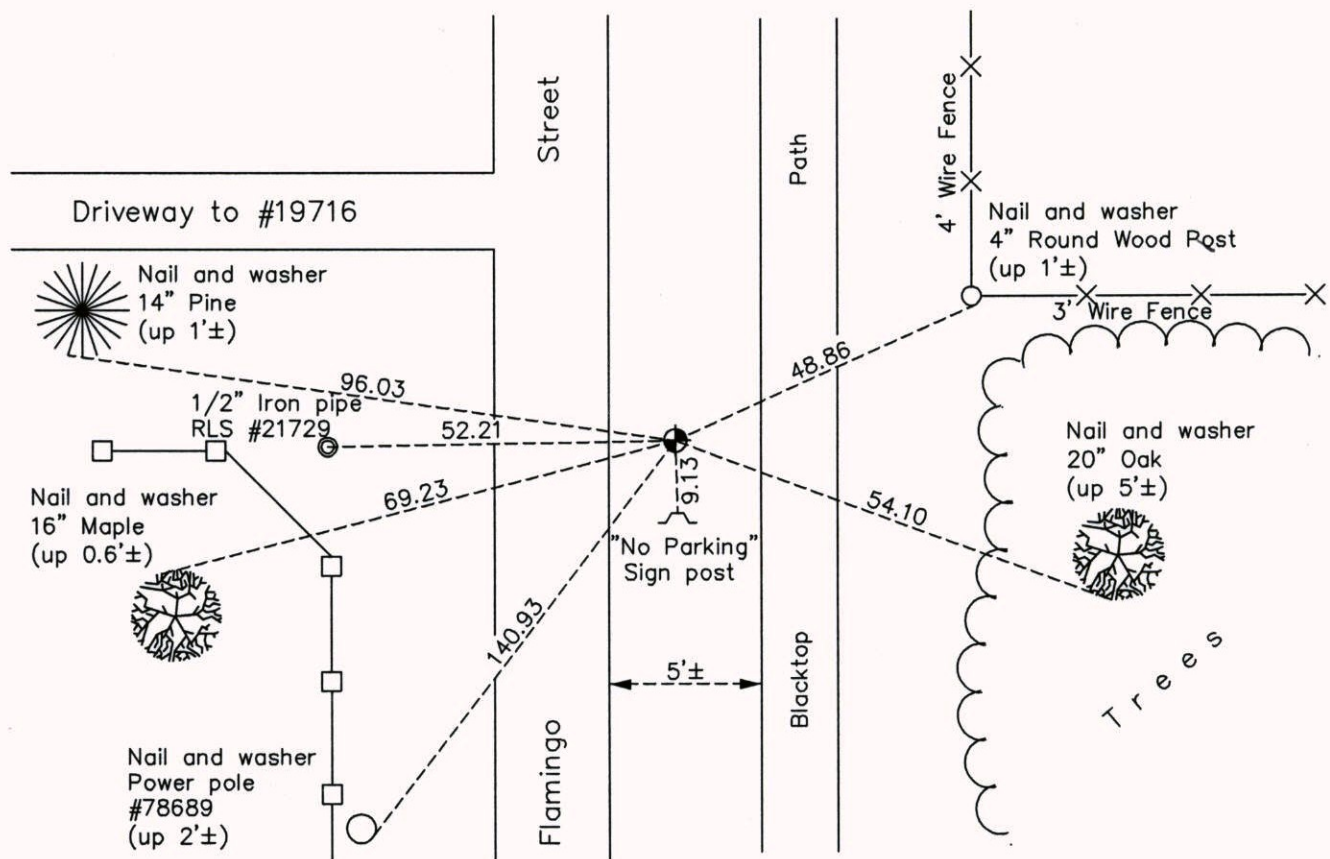 Street
Path
4' Wire Fence
Driveway to #19716
Nail and washer
4" Round Wood Post
(up 1'±)
Nail and washer
14" Pine
(up 1'±)
3' Wire Fence
48.86
96.03
1/2" Iron pipe
RLS #21729
52.21
Nail and washer
20" Oak
(up 5'±)
9.13
69.23
54.10
Nail and washer
16" Maple
(up 0.6'±)
"No Parking"
Sign post
140.93
5'±
Trees
Blacktop
Flamingo
Nail and washer
Power pole
#78689
(up 2'±)